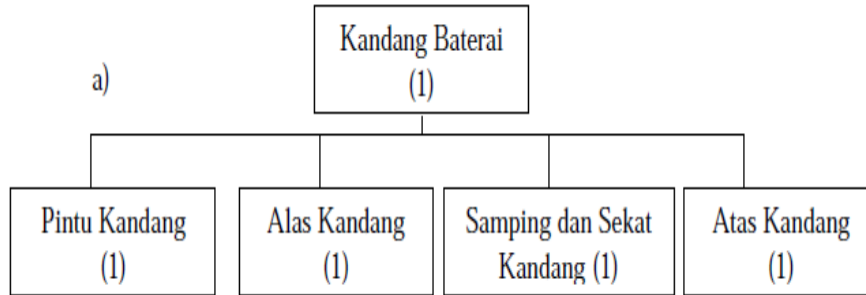 Kandang Baterai
(1)
a)
Pintu Kandang
(1)
Alas Kandang
(1)
Samping dan Sekat
Kandang (1)
Atas Kandang
(1)